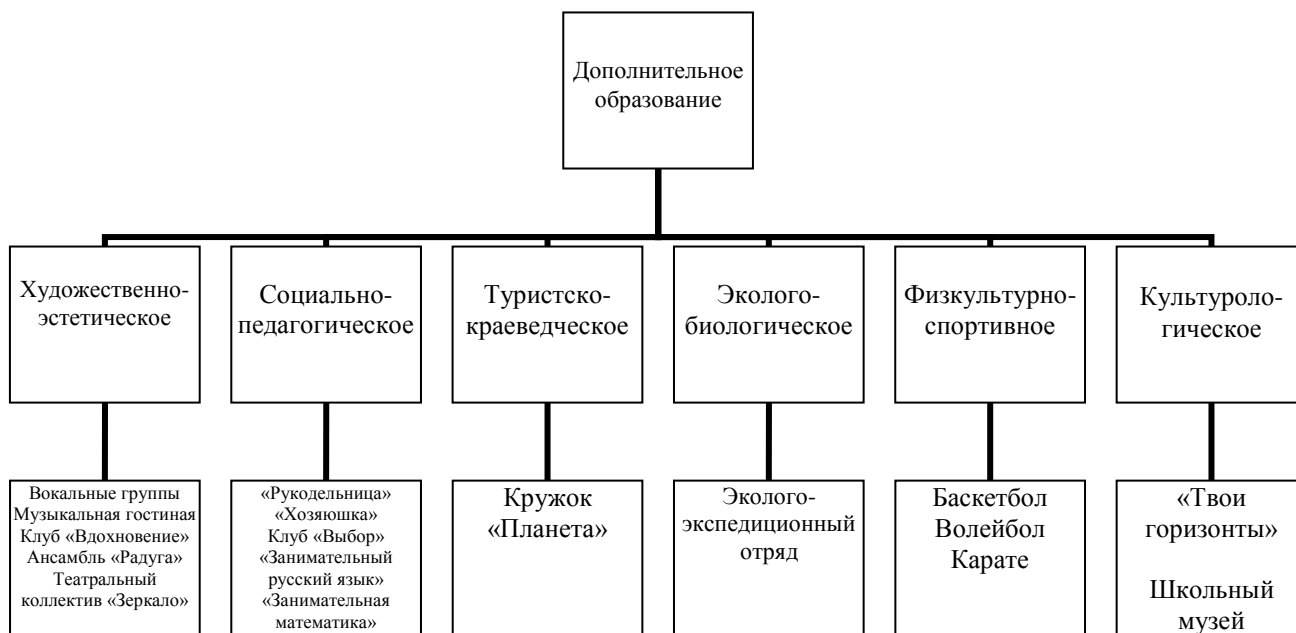 Дополнительное
образование
Художественно-
эстетическое
Социально-
педагогическое
Туристско-
краеведческое
Эколого-
биологическое
Физкультурно-
спортивное
Культуроло-
гическое
Вокальные группы
Музыкальная гостиная
Клуб «Вдохновение»
Ансамбль «Радуга»
Театральный
коллектив «Зеркало»
«Рукодельница»
«Хозяюшка»
Клуб «Выбор»
«Занимательный
русский язык»
«Занимательная
математика»
Кружок
«Планета»
Эколого-
экспедиционный
отряд
Баскетбол
Волейбол
Карате
«Твои
горизонты»
Школьный
музей